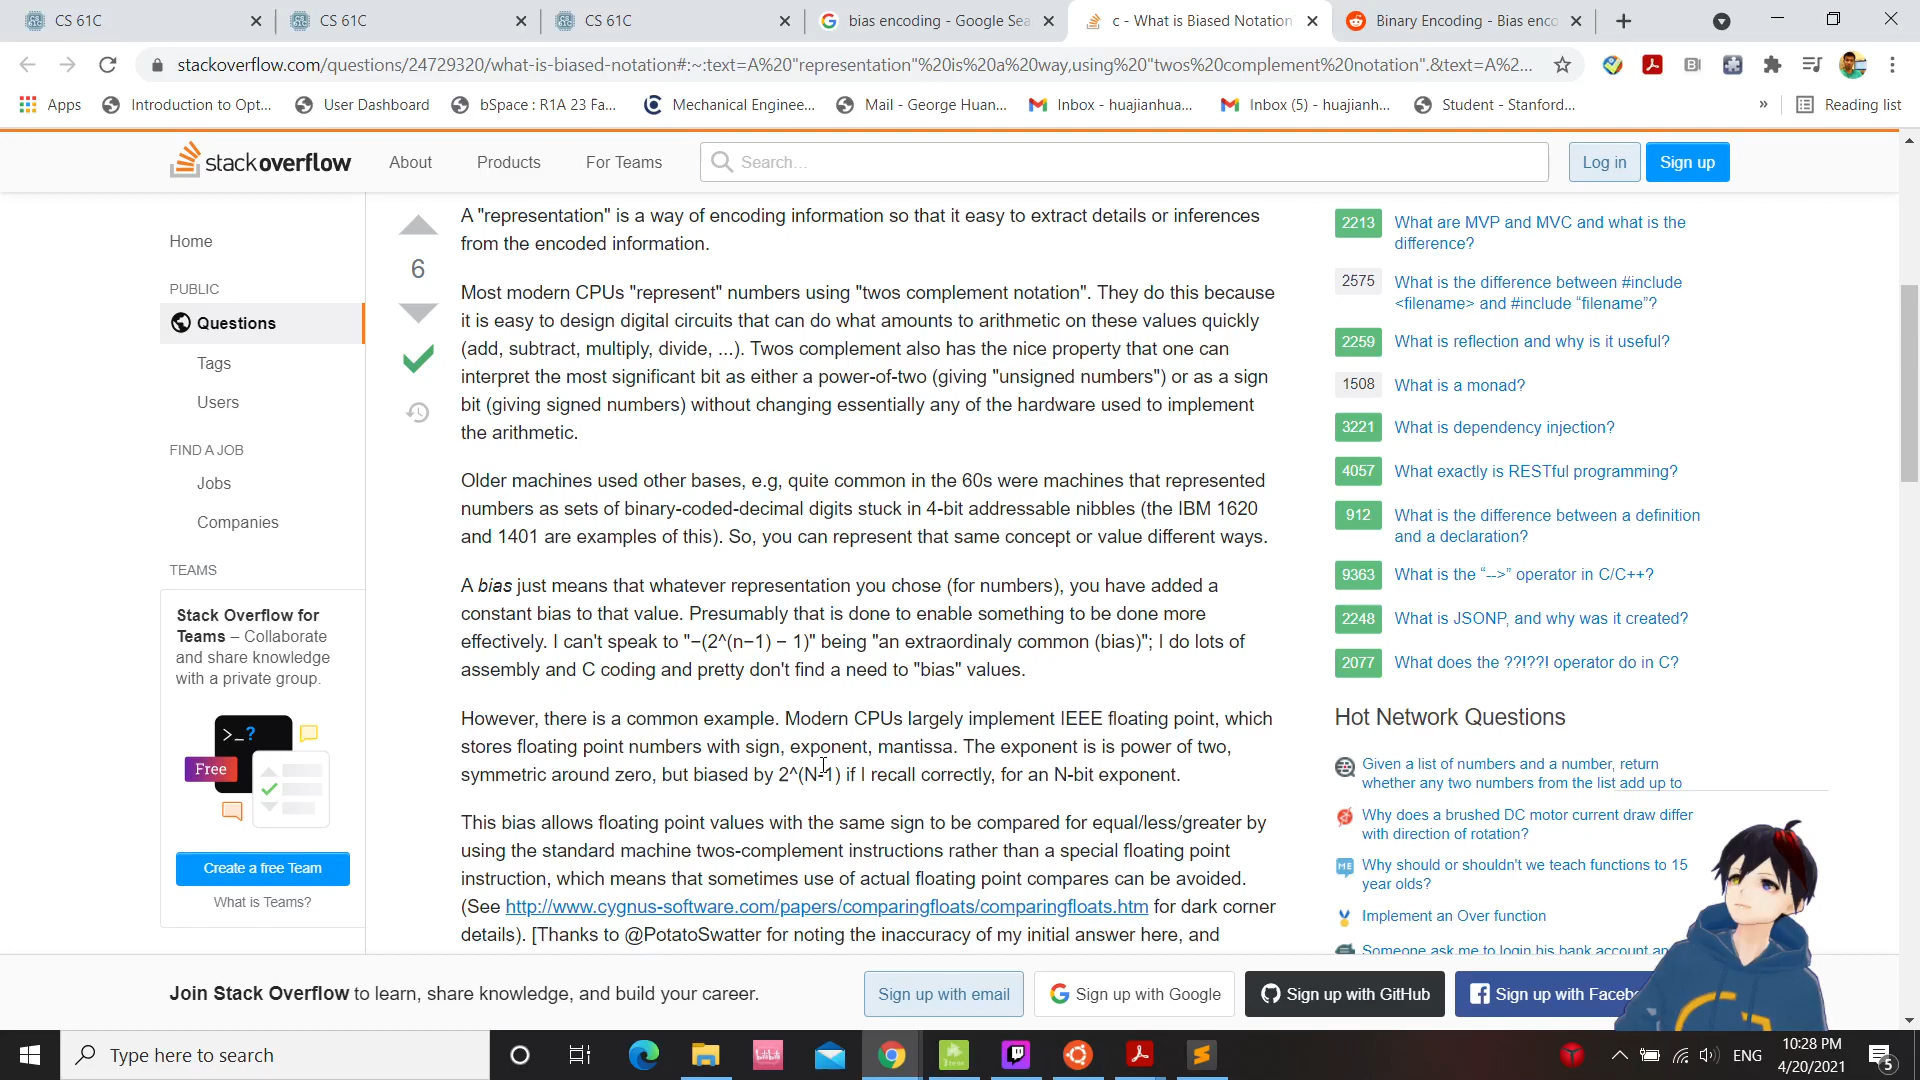 CS 61C
CS 61C
CS 61C
bias encoding - Google Sea
c - What is Biased Notation
Binary Encoding - Bias enco
stackoverflow.com/questions/24729320/what-is-biased-notation#:~:text=A%20"representation"%20is%20a%20way,using%20"twos%20complement%20notation".&text=A%2...
Apps
Introduction to Opt...
User Dashboard
bSpace : R1A 23 Fa...
Mechanical Enginee...
Mail - George Huan...
Inbox - huajianhua...
Inbox (5) - huajianh...
Student - Stanford...
»
Reading list
stackoverflow
About
Products
For Teams
Search...
Log in
Sign up
Home
PUBLIC
Questions
Tags
Users
FIND A JOB
Jobs
Companies
TEAMS
Stack Overflow for
Teams – Collaborate
and share knowledge
with a private group.
>_?
Free
Create a free Team
What is Teams?
6
A "representation" is a way of encoding information so that it easy to extract details or inferences
from the encoded information.
Most modern CPUs "represent" numbers using "twos complement notation". They do this because
it is easy to design digital circuits that can do what amounts to arithmetic on these values quickly
(add, subtract, multiply, divide, ...). Twos complement also has the nice property that one can
interpret the most significant bit as either a power-of-two (giving "unsigned numbers") or as a sign
bit (giving signed numbers) without changing essentially any of the hardware used to implement
the arithmetic.
Older machines used other bases, e.g, quite common in the 60s were machines that represented
numbers as sets of binary-coded-decimal digits stuck in 4-bit addressable nibbles (the IBM 1620
and 1401 are examples of this). So, you can represent that same concept or value different ways.
A bias just means that whatever representation you chose (for numbers), you have added a
constant bias to that value. Presumably that is done to enable something to be done more
effectively. I can't speak to "−(2^(n−1) − 1)" being "an extraordinaly common (bias)"; I do lots of
assembly and C coding and pretty don't find a need to "bias" values.
However, there is a common example. Modern CPUs largely implement IEEE floating point, which
stores floating point numbers with sign, exponent, mantissa. The exponent is is power of two,
symmetric around zero, but biased by 2^(N-1) if I recall correctly, for an N-bit exponent.
This bias allows floating point values with the same sign to be compared for equal/less/greater by
using the standard machine twos-complement instructions rather than a special floating point
instruction, which means that sometimes use of actual floating point compares can be avoided.
(See http://www.cygnus-software.com/papers/comparingfloats/comparingfloats.htm for dark corner
details). [Thanks to @PotatoSwatter for noting the inaccuracy of my initial answer here, and
2213 What are MVP and MVC and what is the
difference?
2575 What is the difference between #include
<filename> and #include “filename”?
2259 What is reflection and why is it useful?
1508 What is a monad?
3221 What is dependency injection?
4057 What exactly is RESTful programming?
912 What is the difference between a definition
and a declaration?
9363 What is the “-->” operator in C/C++?
2248 What is JSONP, and why was it created?
2077 What does the ??!??! operator do in C?
Hot Network Questions
Given a list of numbers and a number, return
whether any two numbers from the list add up to
Why does a brushed DC motor current draw differ
with direction of rotation?
ME Why should or shouldn't we teach functions to 15
year olds?
Implement an Over function
Someone ask me to login his bank account an
Join Stack Overflow to learn, share knowledge, and build your career.
Sign up with email
Sign up with Google
Sign up with GitHub
Sign up with Facebo
Type here to search
ENG
10:28 PM
4/20/2021
5